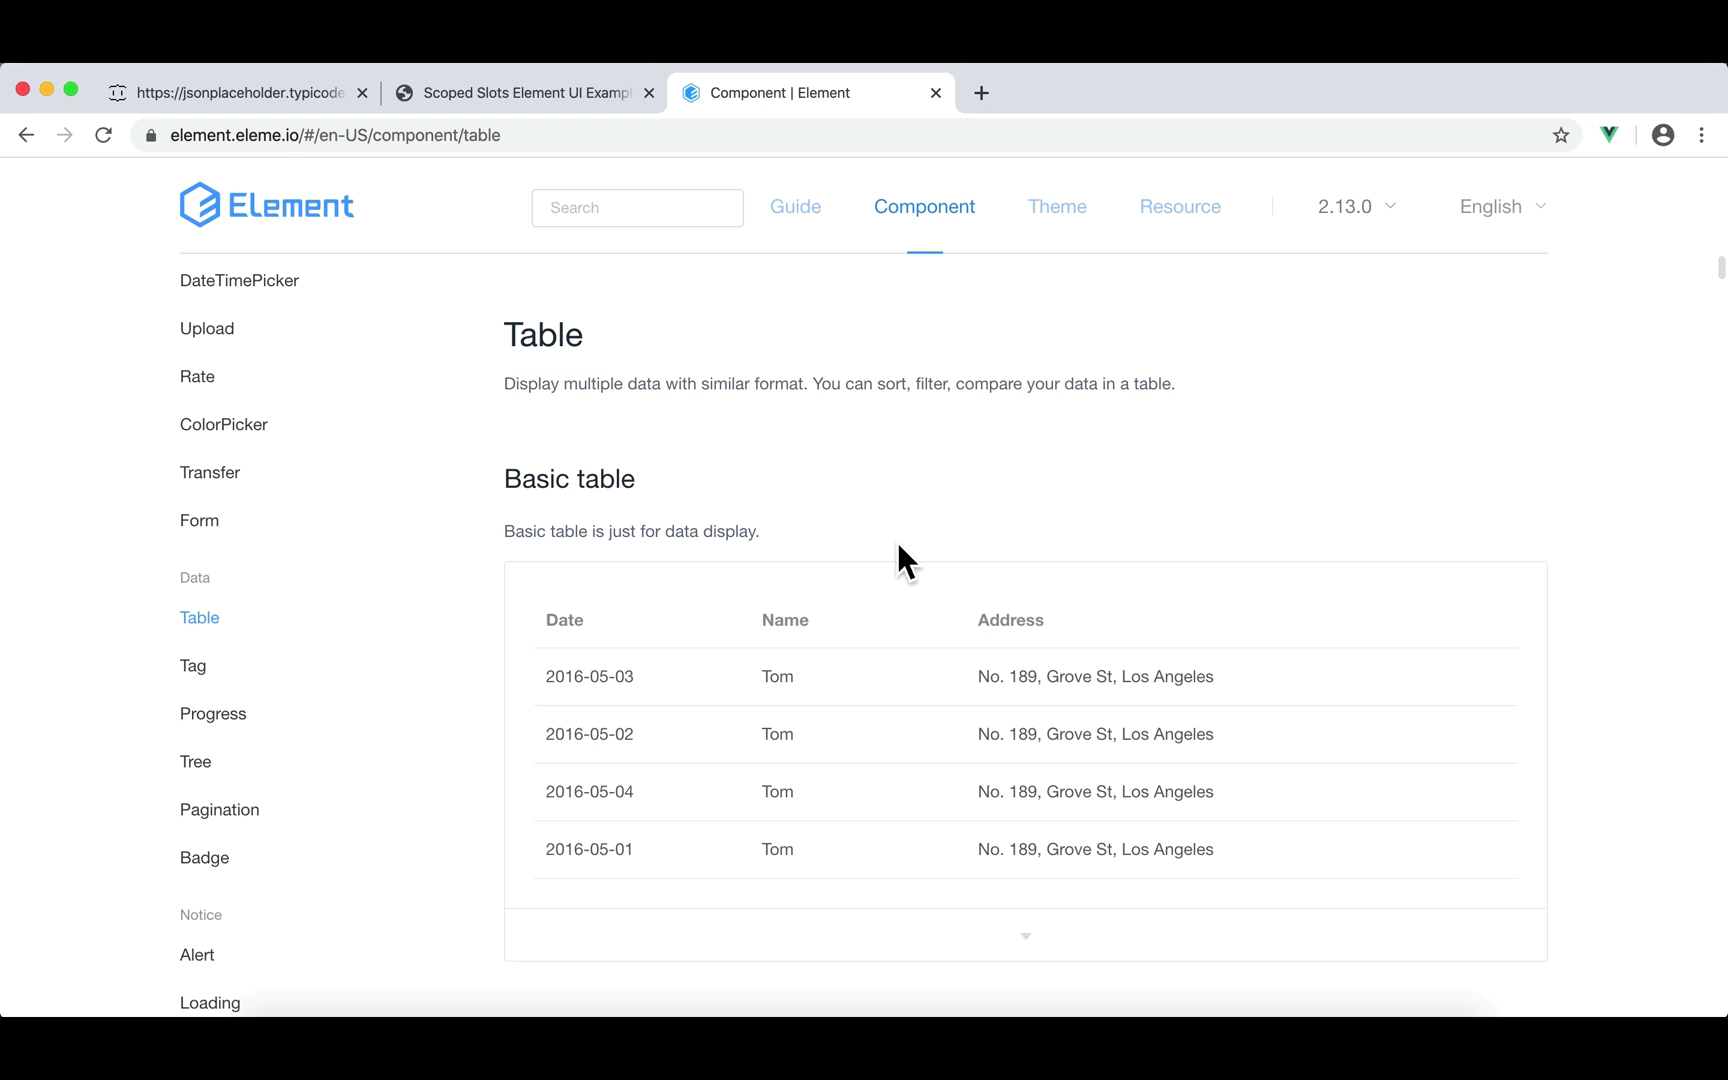 https://jsonplaceholder.typicode
Scoped Slots Element UI Exampl
Component | Element
element.eleme.io/#/en-US/component/table
Element
Search
Guide
Component
Theme
Resource
2.13.0
English
DateTimePicker
Upload
Rate
ColorPicker
Transfer
Form
Data
Table
Tag
Progress
Tree
Pagination
Badge
Notice
Alert
Loading
Table
Display multiple data with similar format. You can sort, filter, compare your data in a table.
Basic table
Basic table is just for data display.
Date Name Address
2016-05-03 Tom No. 189, Grove St, Los Angeles
2016-05-02 Tom No. 189, Grove St, Los Angeles
2016-05-04 Tom No. 189, Grove St, Los Angeles
2016-05-01 Tom No. 189, Grove St, Los Angeles